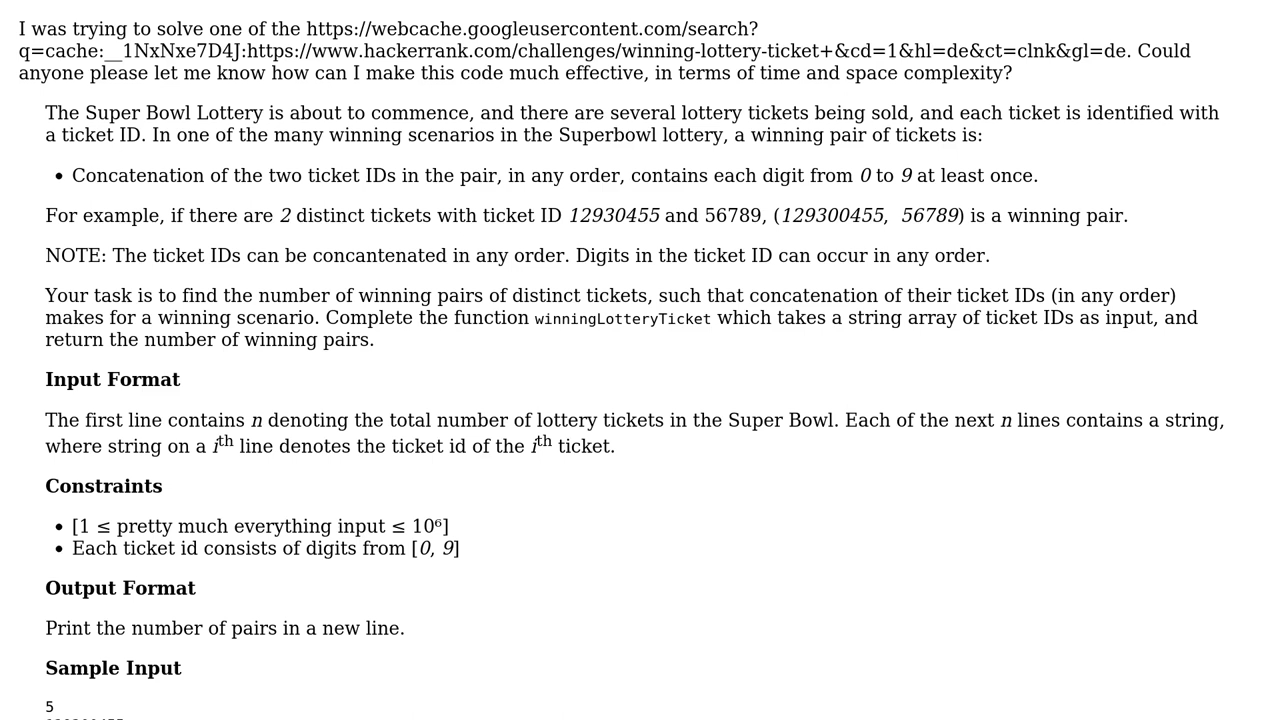 I was trying to solve one of the https://webcache.googleusercontent.com/search?
q=cache:__1NxNxe7D4J:https://www.hackerrank.com/challenges/winning-lottery-ticket+&cd=1&hl=de&ct=clnk&gl=de. Could
anyone please let me know how can I make this code much effective, in terms of time and space complexity?
The Super Bowl Lottery is about to commence, and there are several lottery tickets being sold, and each ticket is identified with
a ticket ID. In one of the many winning scenarios in the Superbowl lottery, a winning pair of tickets is:
• Concatenation of the two ticket IDs in the pair, in any order, contains each digit from 0 to 9 at least once.
For example, if there are 2 distinct tickets with ticket ID 12930455 and 56789, (129300455, 56789) is a winning pair.
NOTE: The ticket IDs can be concantenated in any order. Digits in the ticket ID can occur in any order.
Your task is to find the number of winning pairs of distinct tickets, such that concatenation of their ticket IDs (in any order)
makes for a winning scenario. Complete the function winningLotteryTicket which takes a string array of ticket IDs as input, and
return the number of winning pairs.
Input Format
The first line contains n denoting the total number of lottery tickets in the Super Bowl. Each of the next n lines contains a string,
where string on a ith line denotes the ticket id of the ith ticket.
Constraints
• [1 ≤ pretty much everything input ≤ 10⁶]
• Each ticket id consists of digits from [0, 9]
Output Format
Print the number of pairs in a new line.
Sample Input
5